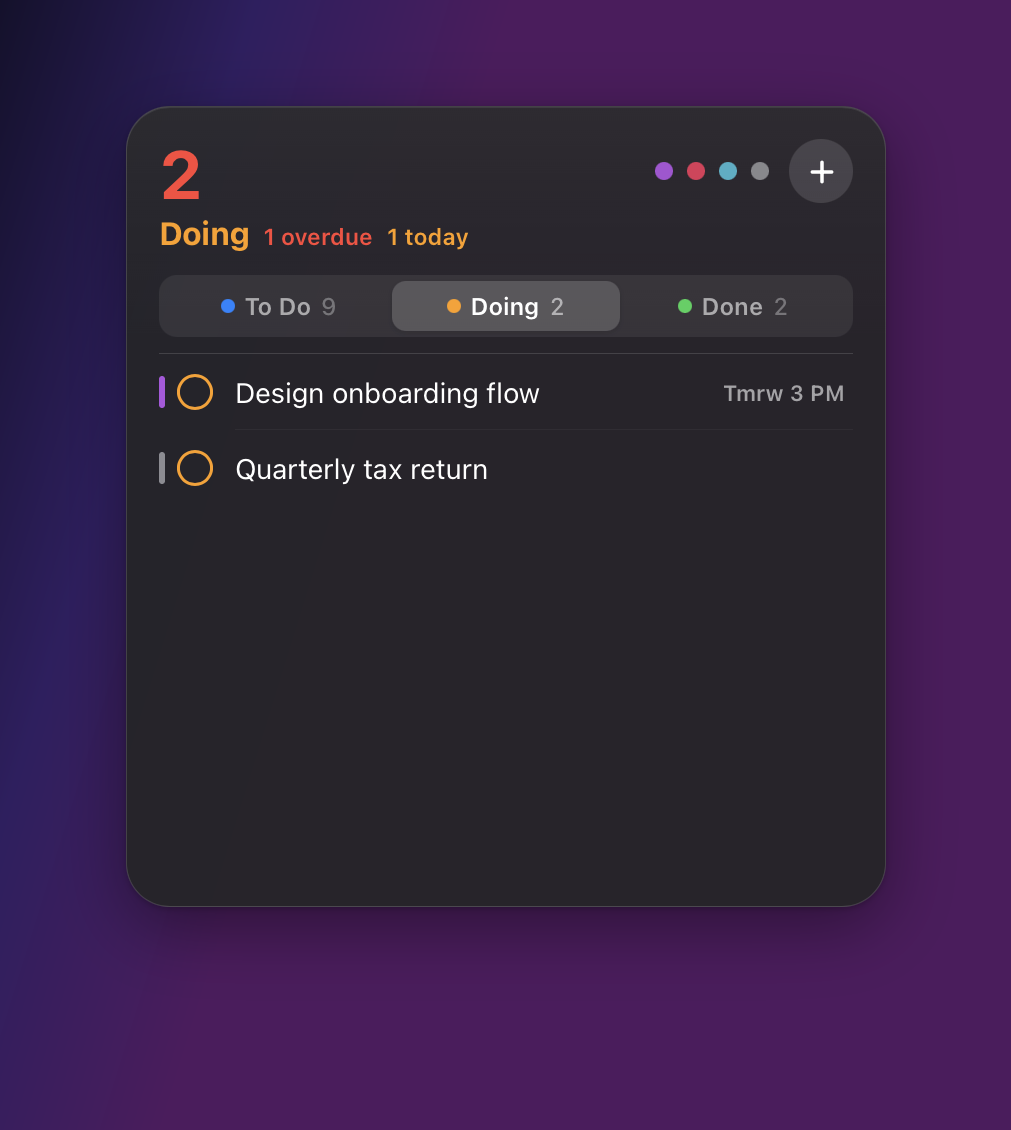 2
Doing 1 overdue 1 today
To Do 9 Doing 2 Done 2
Design onboarding flow Tmrw 3 PM
Quarterly tax return